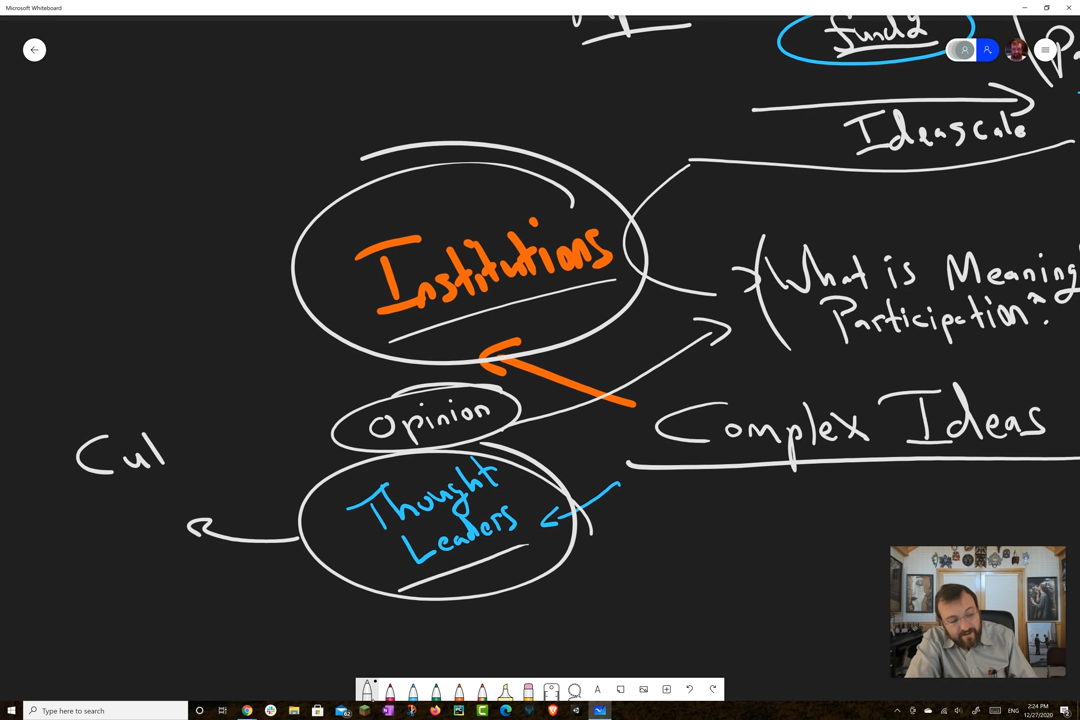 Microsoft Whiteboard
fund2
Ideascale
Institutions
What is Meaning
Participation?
Opinion
Complex Ideas
Cul
Thought
Leaders
Type here to search
62
ENG
2:24 PM
12/27/2020